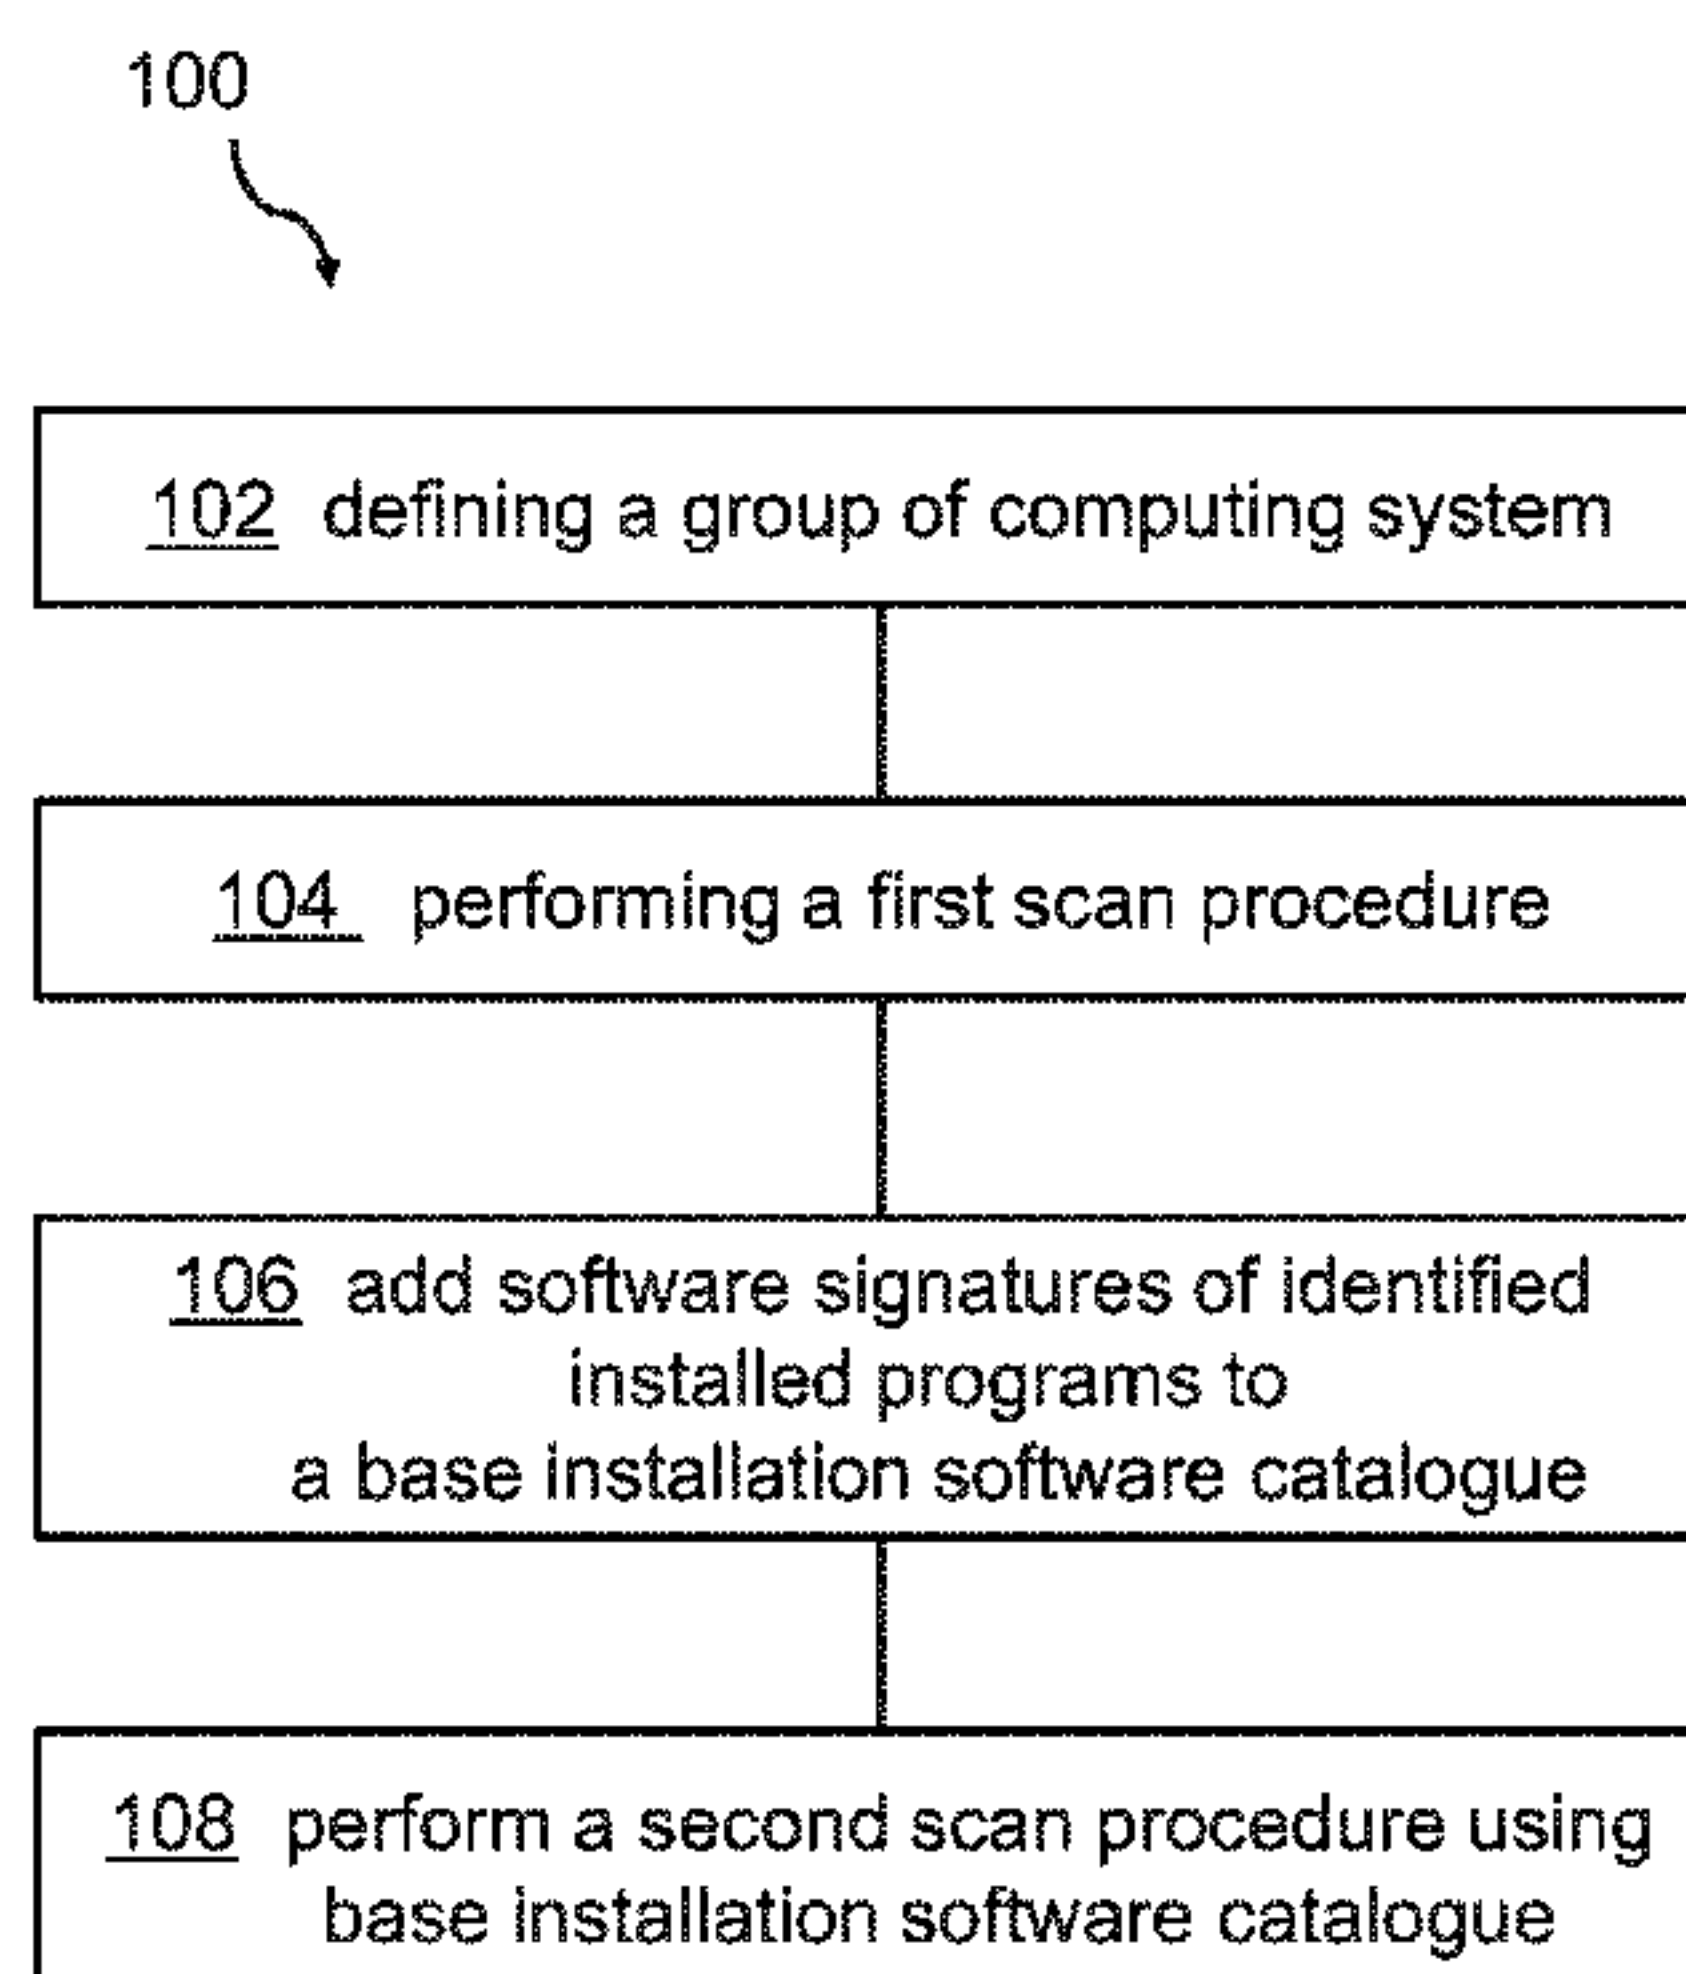 100
102 defining a group of computing system
104 performing a first scan procedure
106 add software signatures of identified
installed programs to
a base installation software catalogue
108 perform a second scan procedure using
base installation software catalogue